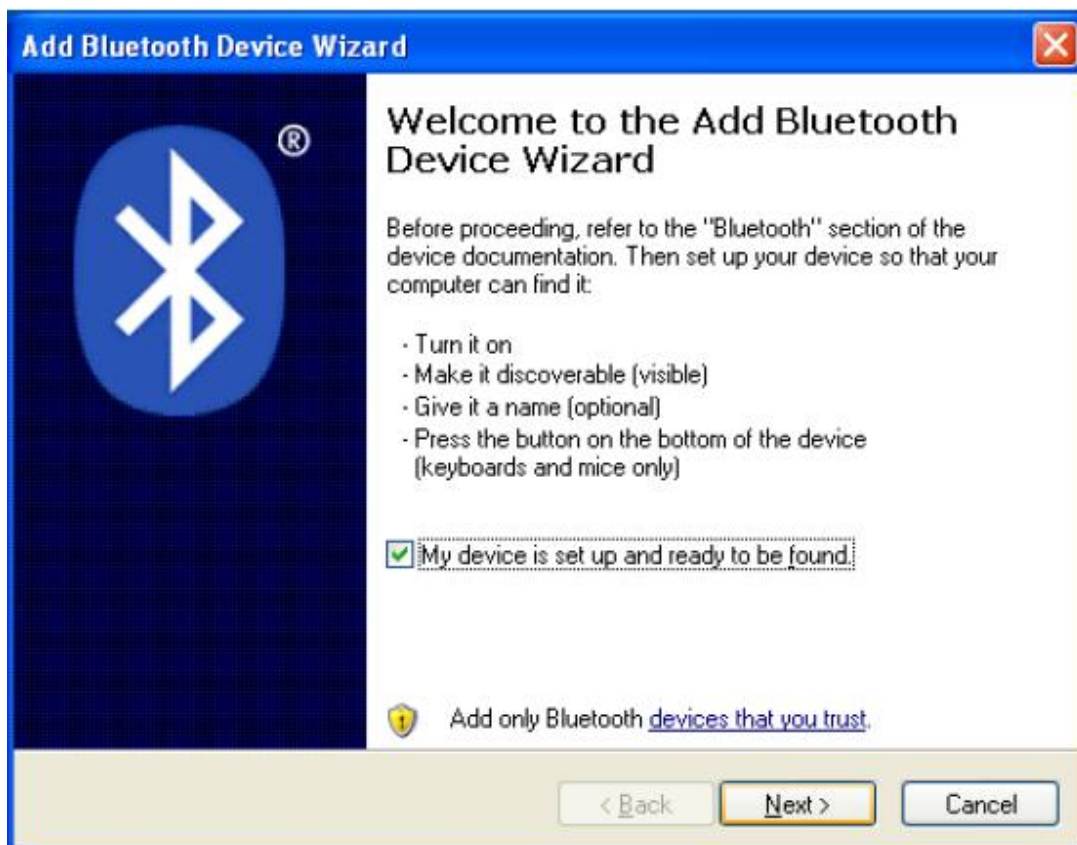 Add Bluetooth Device Wizard
®
Welcome to the Add Bluetooth
Device Wizard
Before proceeding, refer to the "Bluetooth" section of the
device documentation. Then set up your device so that your
computer can find it:
- Turn it on
- Make it discoverable (visible)
- Give it a name (optional)
- Press the button on the bottom of the device
(keyboards and mice only)
My device is set up and ready to be found.
Add only Bluetooth devices that you trust.
< Back Next > Cancel